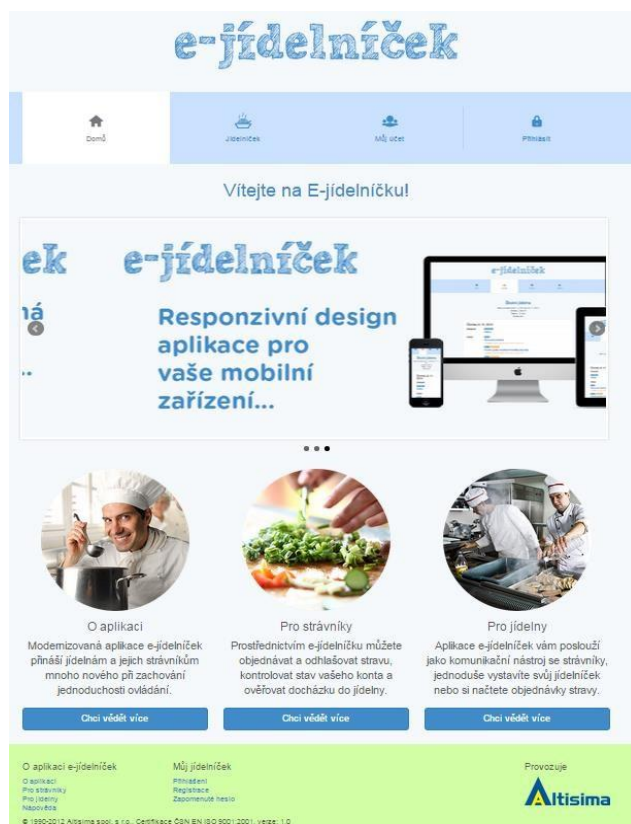 e-jídelníček
Domů
Jídelníček
Můj účet
Přihlásit
Vítejte na E-jídelníčku!
ek
e-jídelníček
e-jídelníček
ná
Responzivní design
aplikace pro
vaše mobilní
zařízení...
..
O aplikaci
Modernizovaná aplikace e-jídelníček
přináší jídelnám a jejich strávníkům
mnoho nového při zachování
jednoduchosti ovládání.
Chci vědět více
Pro strávníky
Prostřednictvím e-jídelníčku můžete
objednávat a odhlašovat stravu,
kontrolovat stav vašeho konta a
ověřovat docházku do jídelny.
Chci vědět více
Pro jídelny
Aplikace e-jídelníček vám poslouží
jako komunikační nástroj se strávníky,
jednoduše vystavíte svůj jídelníček
nebo si načtete objednávky stravy.
Chci vědět více
O aplikaci e-jídelníček
O aplikaci
Pro strávníky
Pro jídelny
Nápověda
Můj jídelníček
Přihlášení
Registrace
Zapomenuté heslo
Provozuje
Altisima
© 1990-2012 Altisima spol. s r.o., Certifikace ČSN EN ISO 9001:2001, verze: 1.0